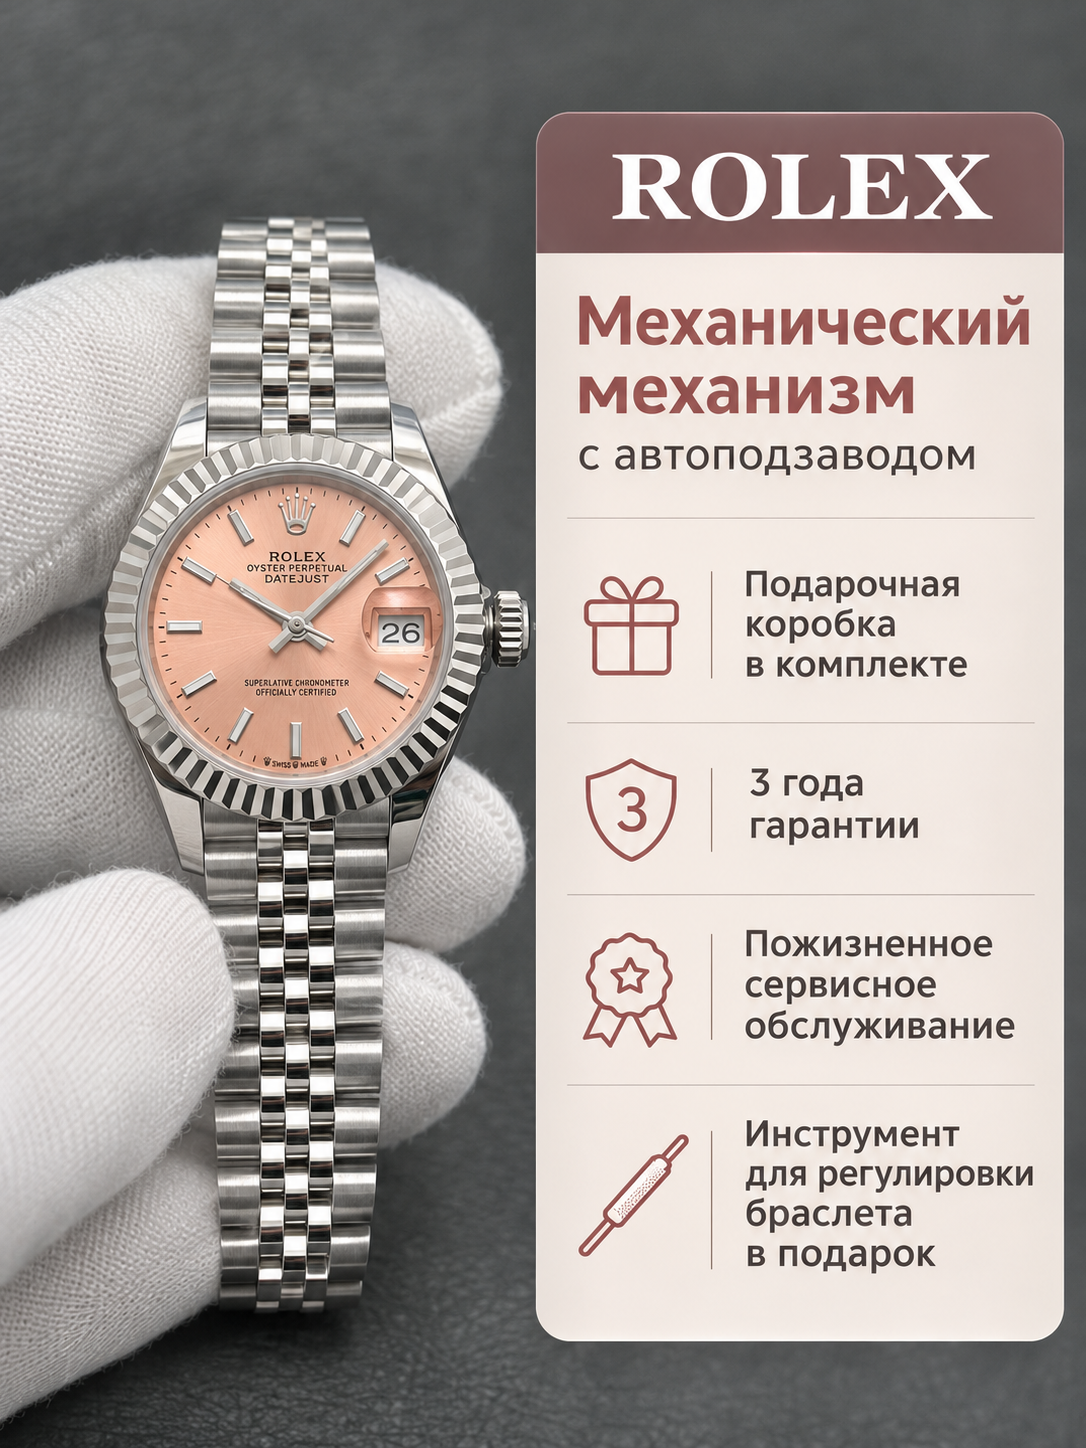 ROLEX
OYSTER PERPETUAL
DATEJUST
26
SUPERLATIVE CHRONOMETER
OFFICIALLY CERTIFIED
SWISS MADE
ROLEX
Механический
механизм
с автоподзаводом
Подарочная
коробка
в комплекте
3
3 года
гарантии
Пожизненное
сервисное
обслуживание
Инструмент
для регулировки
браслета
в подарок